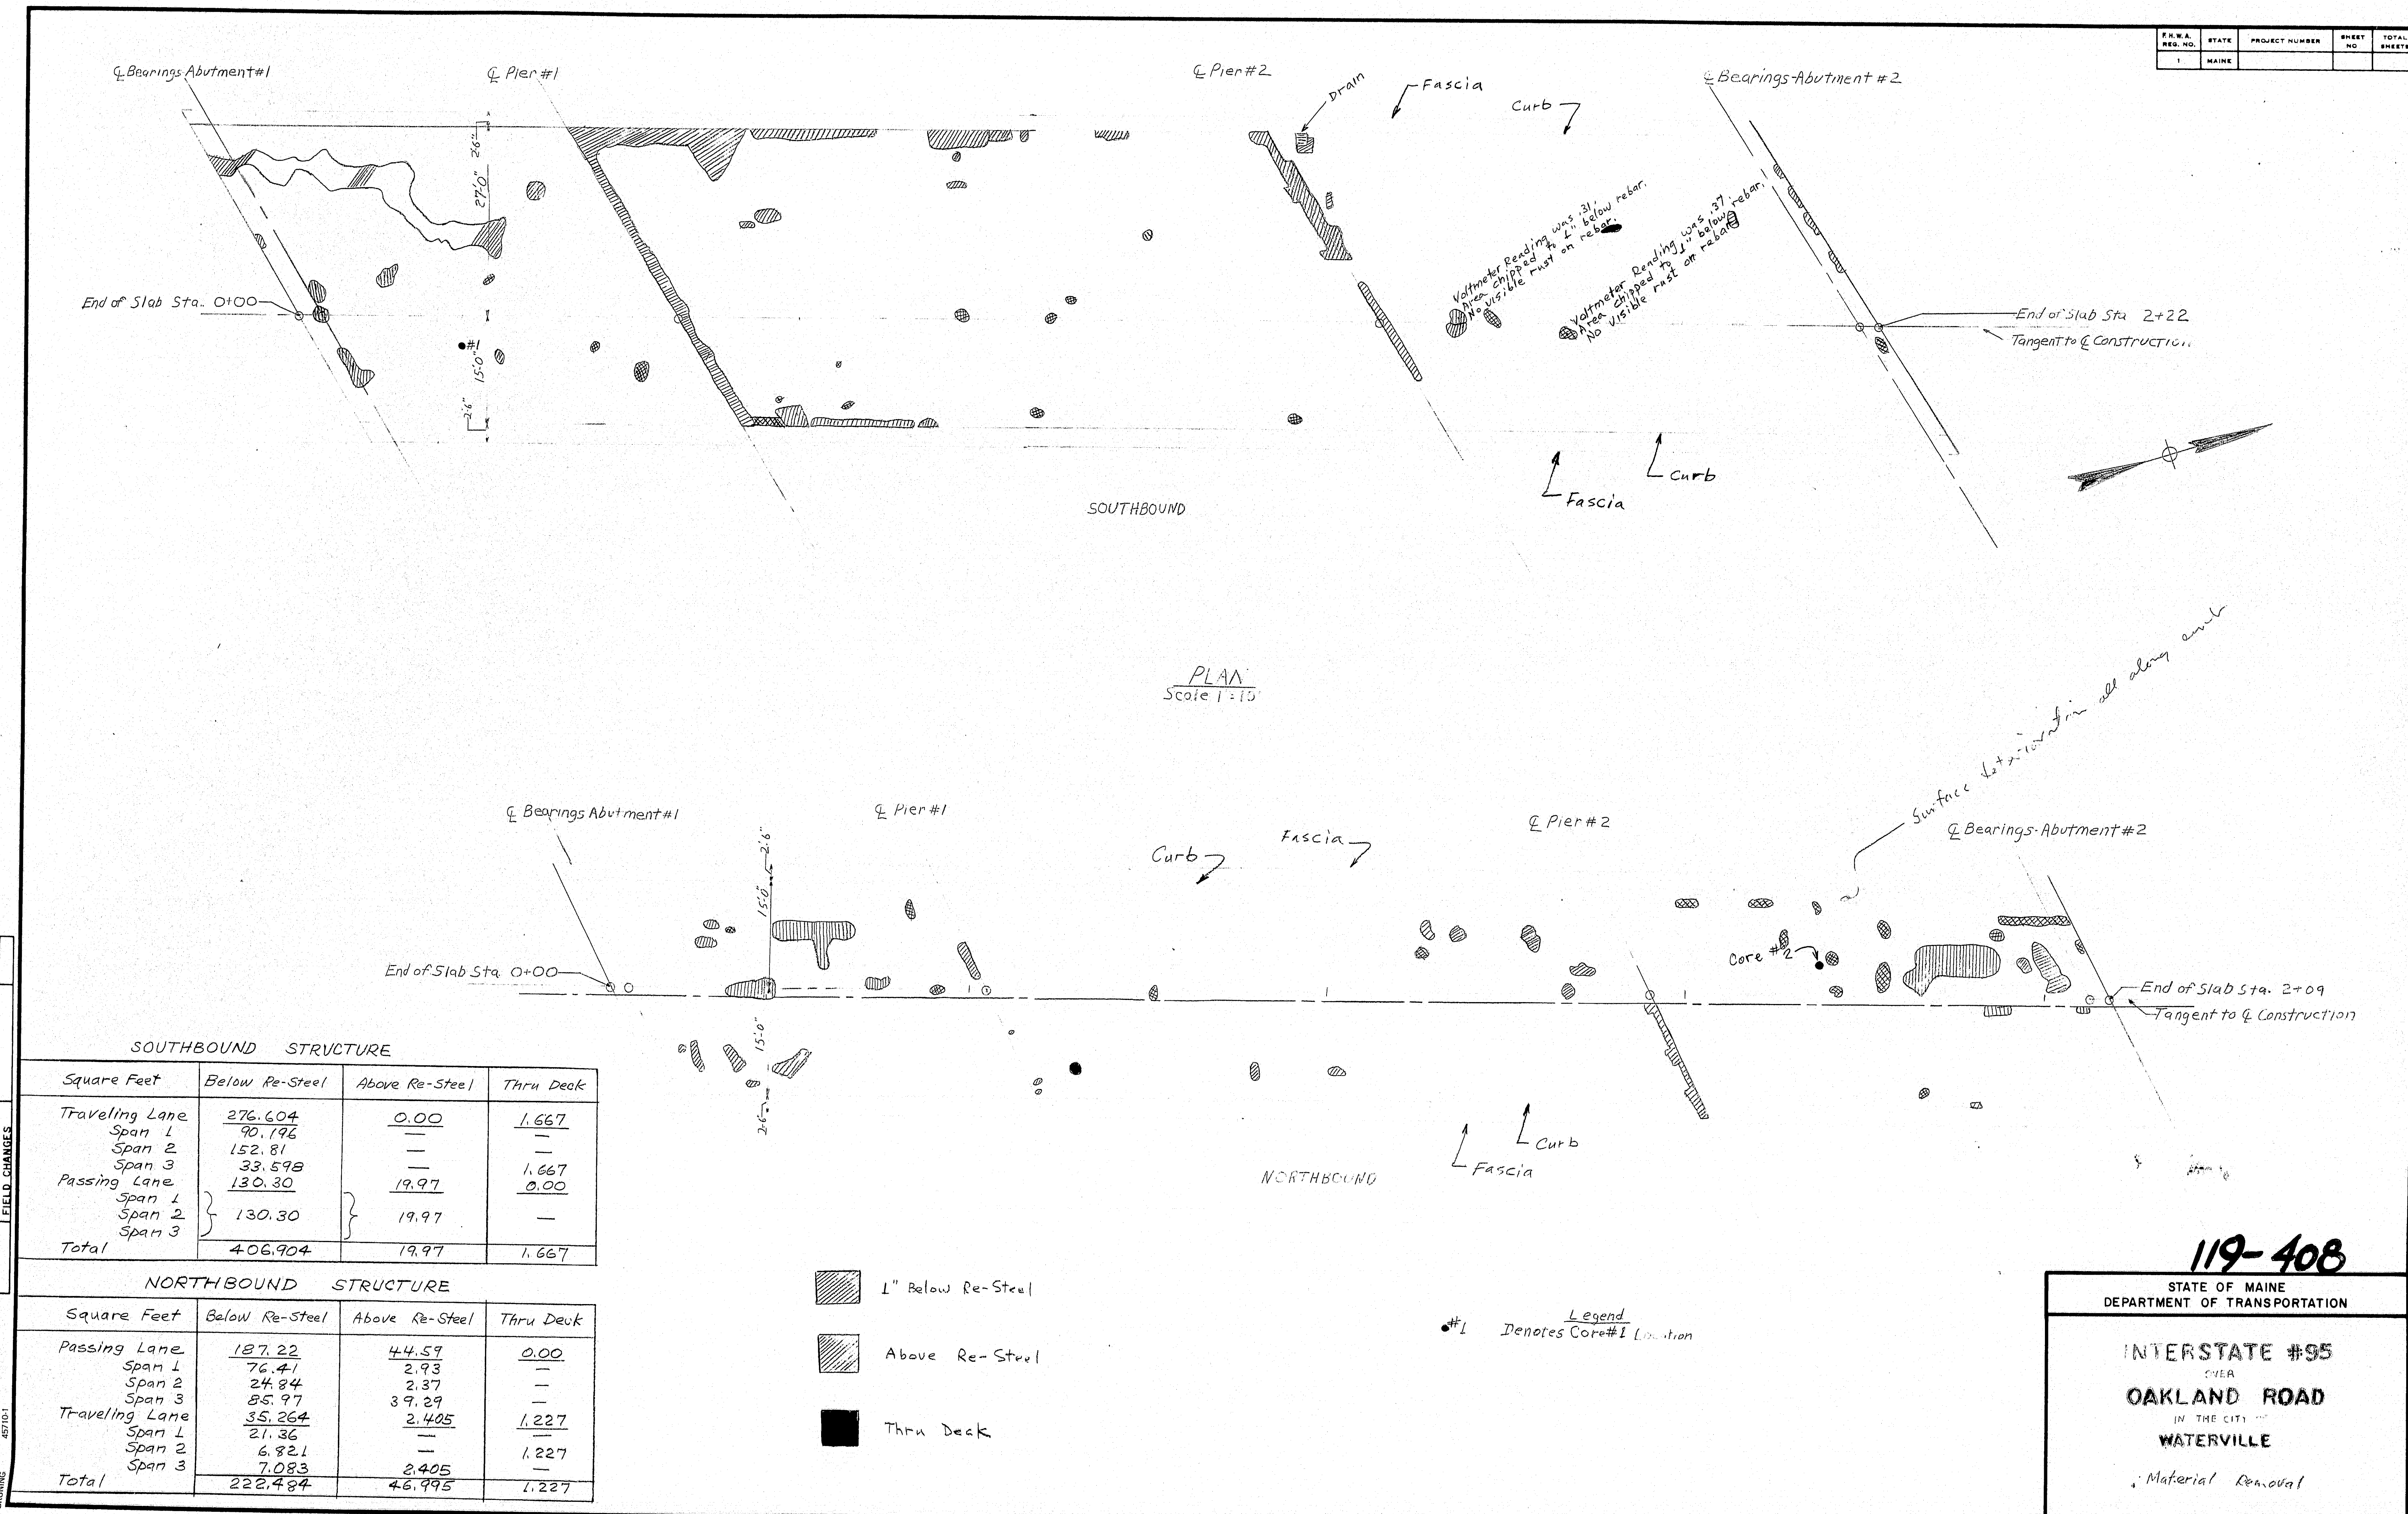 F.H.W.A. REG. NO. STATE PROJECT NUMBER SHEET NO TOTAL SHEETS
1 MAINE
℄ Bearings-Abutment#1
℄ Pier #1
℄ Pier #2
Drain
Fascia
Curb
℄ Bearings-Abutment #2
2'6"
27'-0"
15'-0"
2'-6"
End of Slab Sta. 0+00
#1
Voltmeter Reading was .31.
Area chipped to 1" below rebar.
No visible rust on rebar.
Voltmeter Reading was .37.
Area chipped to 1" below rebar.
No visible rust on rebar
End of Slab Sta 2+22
Tangent to ℄ Construction
Curb
Fascia
SOUTHBOUND
PLAN
Scale 1"=10'
Surface deterioration all along curb
℄ Bearings Abutment#1
℄ Pier #1
Curb
Fascia
℄ Pier #2
℄ Bearings-Abutment #2
2'-6"
15'-0"
15'-0"
2'6"
End of Slab Sta 0+00
Core #2
End of Slab Sta. 2+09
Tangent to ℄ Construction
Curb
Fascia
NORTHBOUND
SOUTHBOUND STRUCTURE
Square Feet Below Re-Steel Above Re-Steel Thru Deck
Traveling Lane 276.604 0.00 1.667
Span 1 90.196 — —
Span 2 152.81 — —
Span 3 33.598 — 1.667
Passing Lane 130.30 19.97 0.00
Span 1
Span 2 130.30 19.97 —
Span 3
Total 406.904 19.97 1.667
NORTHBOUND STRUCTURE
Square Feet Below Re-Steel Above Re-Steel Thru Deck
Passing Lane 187.22 44.59 0.00
Span 1 76.41 2.93 —
Span 2 24.84 2.37 —
Span 3 85.97 39.29 —
Traveling Lane 35.264 2.405 1.227
Span 1 21.36 — —
Span 2 6.821 — 1.227
Span 3 7.083 2.405 —
Total 222.484 46.995 1.227
1" Below Re-Steel
Above Re-Steel
Thru Deck
Legend
#1 Denotes Core#1 Location
119-408
STATE OF MAINE
DEPARTMENT OF TRANSPORTATION
INTERSTATE #95
OVER
OAKLAND ROAD
IN THE CITY OF
WATERVILLE
Material Removal
FIELD CHANGES
45710-1